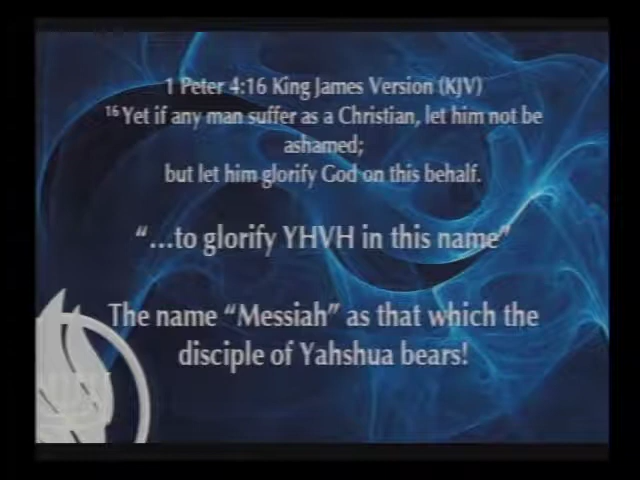 1 Peter 4:16 King James Version (KJV)
16 Yet if any man suffer as a Christian, let him not be
ashamed;
but let him glorify God on this behalf.
“...to glorify YHVH in this name”
The name “Messiah” as that which the
disciple of Yahshua bears!